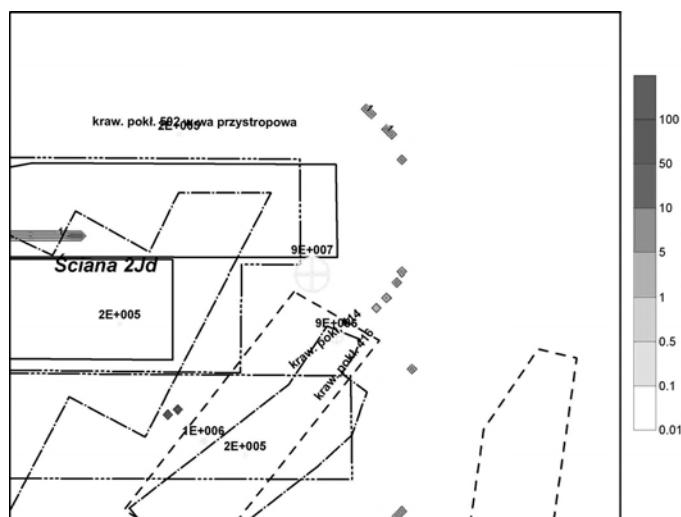 kraw. pokł. 502 w-wa przystropowa
2E+005
100
50
10
5
1
0.5
0.1
0.01
9E+007
Ściana 2Jd
2E+005
9E+005
kraw. pokł. 414
kraw. pokł. 416
1E+006
2E+005